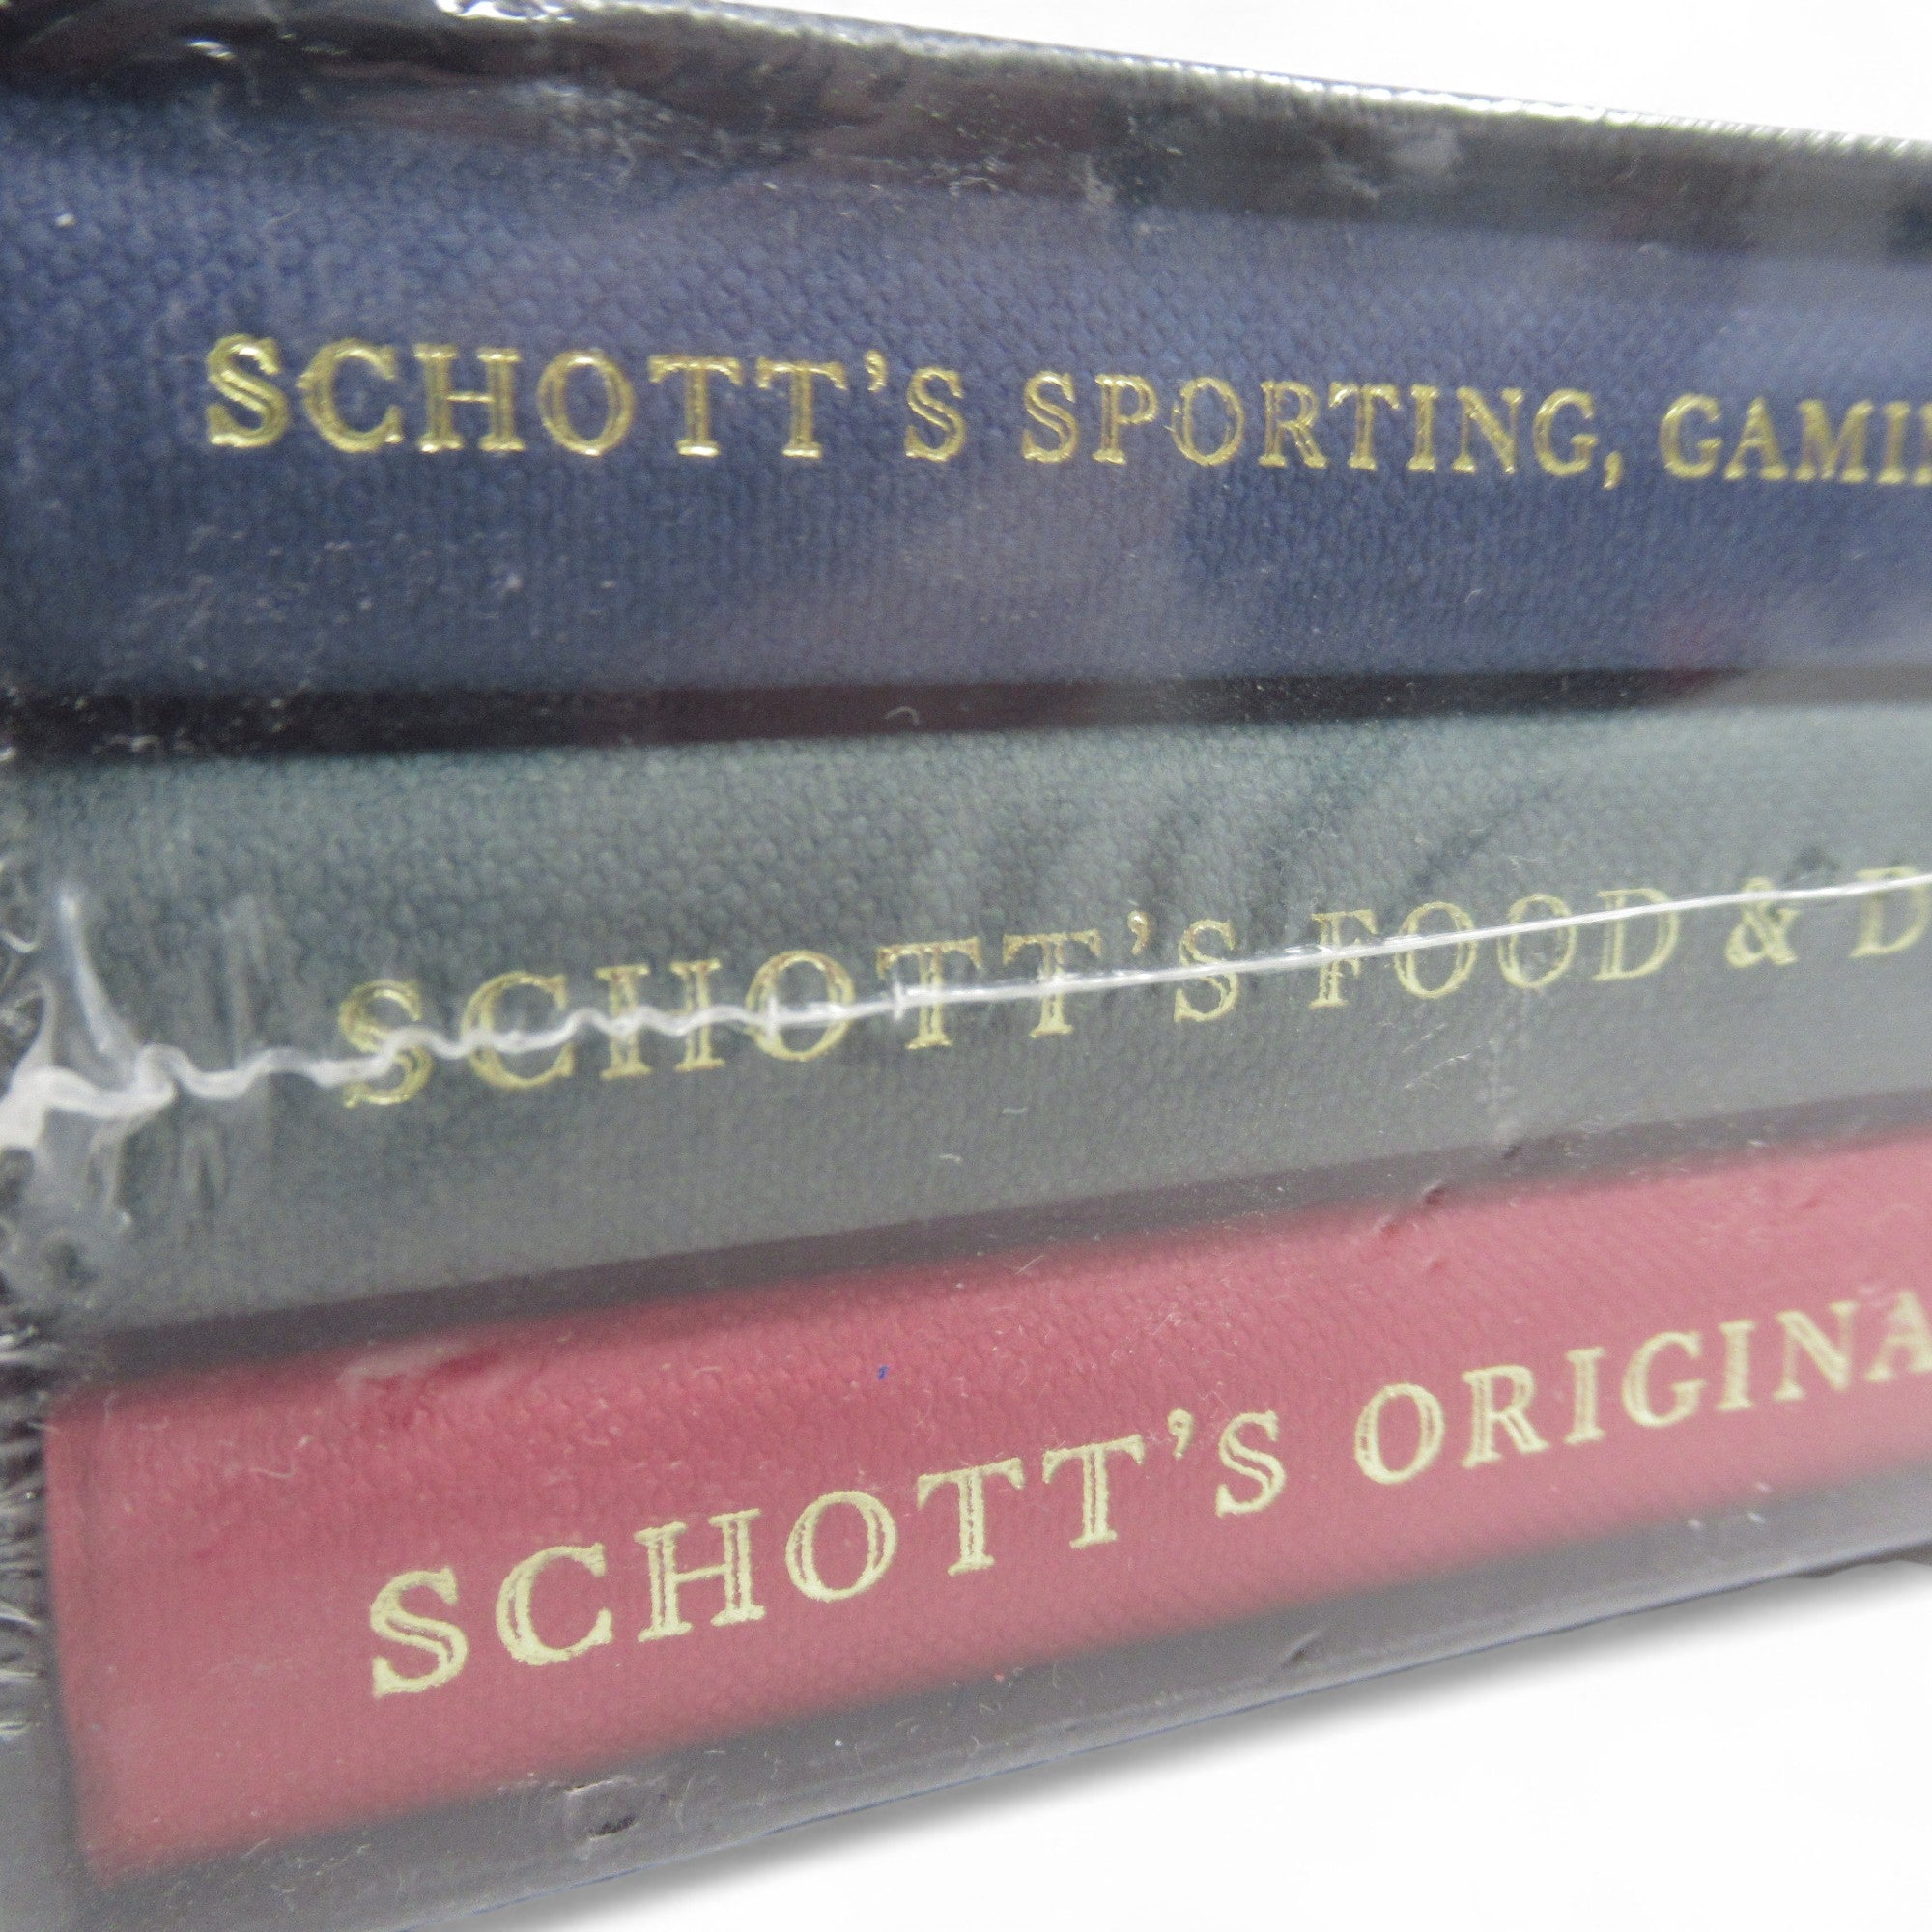 SCHOTT'S SPORTING, GAMI
SCHOTT'S FOOD & D
SCHOTT'S ORIGINA